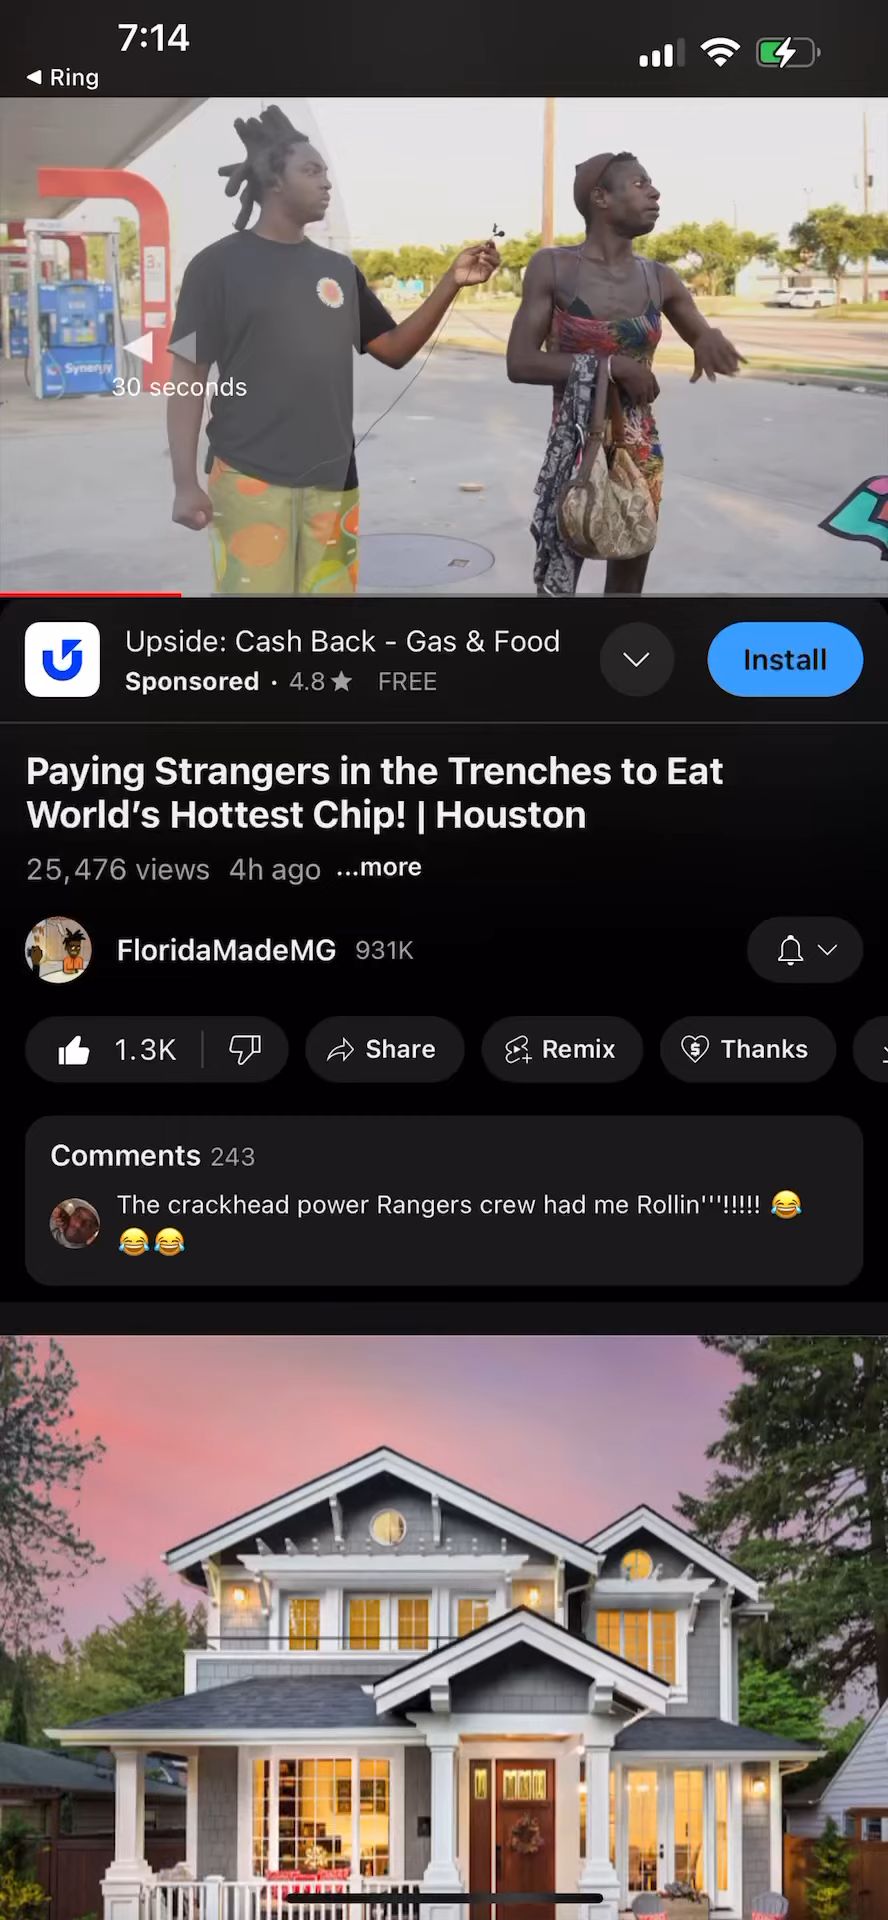 7:14
◀ Ring
Synergy
30 seconds
Upside: Cash Back - Gas & Food
Sponsored · 4.8★ FREE
Install
Paying Strangers in the Trenches to Eat
World’s Hottest Chip! | Houston
25,476 views 4h ago ...more
FloridaMadeMG 931K
1.3K
Share
Remix
Thanks
Comments 243
The crackhead power Rangers crew had me Rollin'''!!!!! 😂
😂😂